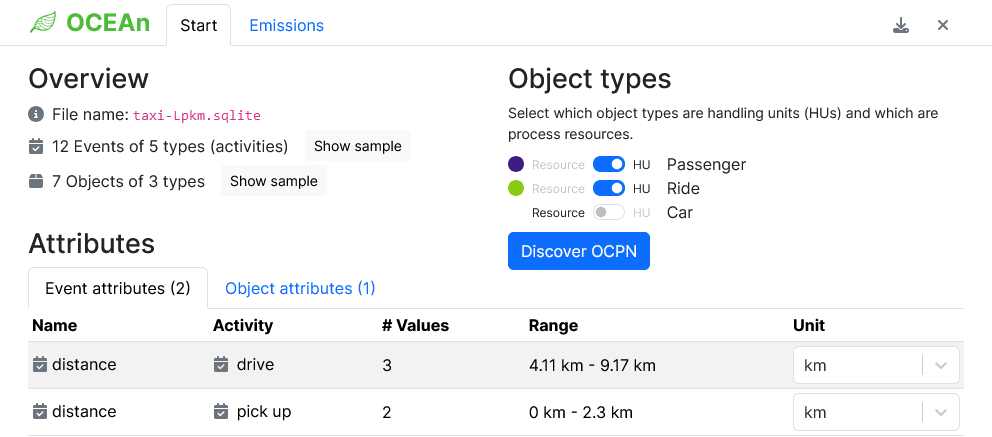 OCEAn Start Emissions
Overview
File name: taxi-Lpkm.sqlite
12 Events of 5 types (activities) Show sample
7 Objects of 3 types Show sample
Object types
Select which object types are handling units (HUs) and which are
process resources.
Resource HU Passenger
Resource HU Ride
Resource HU Car
Discover OCPN
Attributes
Event attributes (2) Object attributes (1)
Name Activity # Values Range Unit
distance drive 3 4.11 km - 9.17 km km
distance pick up 2 0 km - 2.3 km km